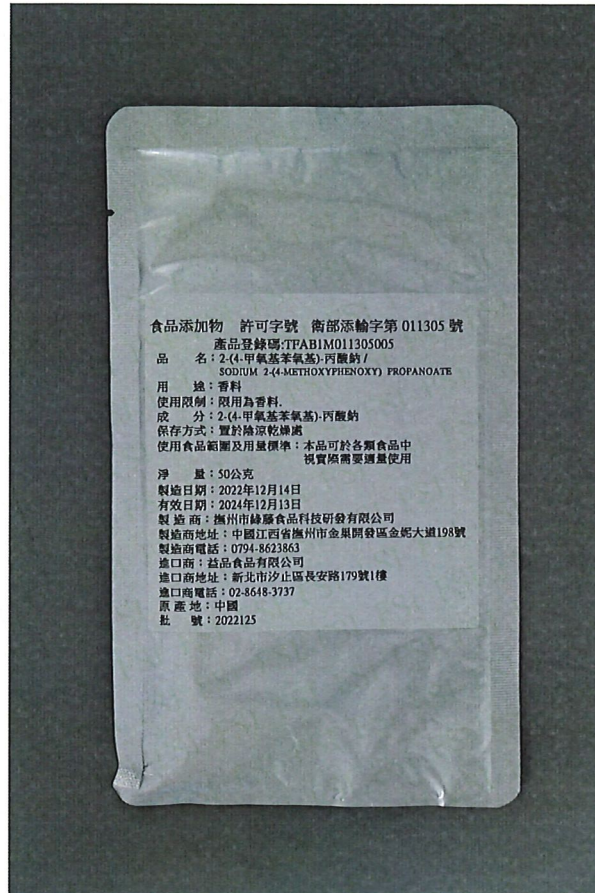 食品添加物 許可字號 衛部添輸字第 011305 號
產品登錄碼:TFAB1M011305005
品 名：2-(4-甲氧基苯氧基)-丙酸鈉 /
SODIUM 2-(4-METHOXYPHENOXY) PROPANOATE
用 途：香料
使用限制：限用為香料.
成 分：2-(4-甲氧基苯氧基)-丙酸鈉
保存方式：置於陰涼乾燥處
使用食品範圍及用量標準：本品可於各類食品中
視實際需要適量使用
淨 量：50公克
製造日期：2022年12月14日
有效日期：2024年12月13日
製 造 商：撫州市綠藤食品科技研發有限公司
製造商地址：中國江西省撫州市金巢開發區金妮大道198號
製造商電話：0794-8623863
進口商：益品食品有限公司
進口商地址：新北市汐止區長安路179號1樓
進口商電話：02-8648-3737
原 產 地：中國
批 號：2022125